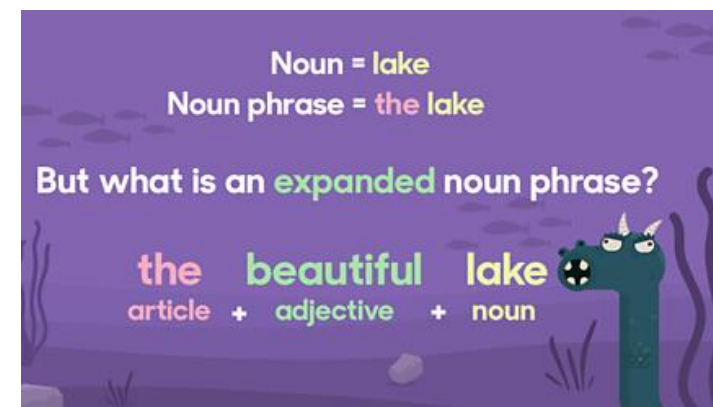 Noun = lake
Noun phrase = the lake
But what is an expanded noun phrase?
the beautiful lake
article + adjective + noun